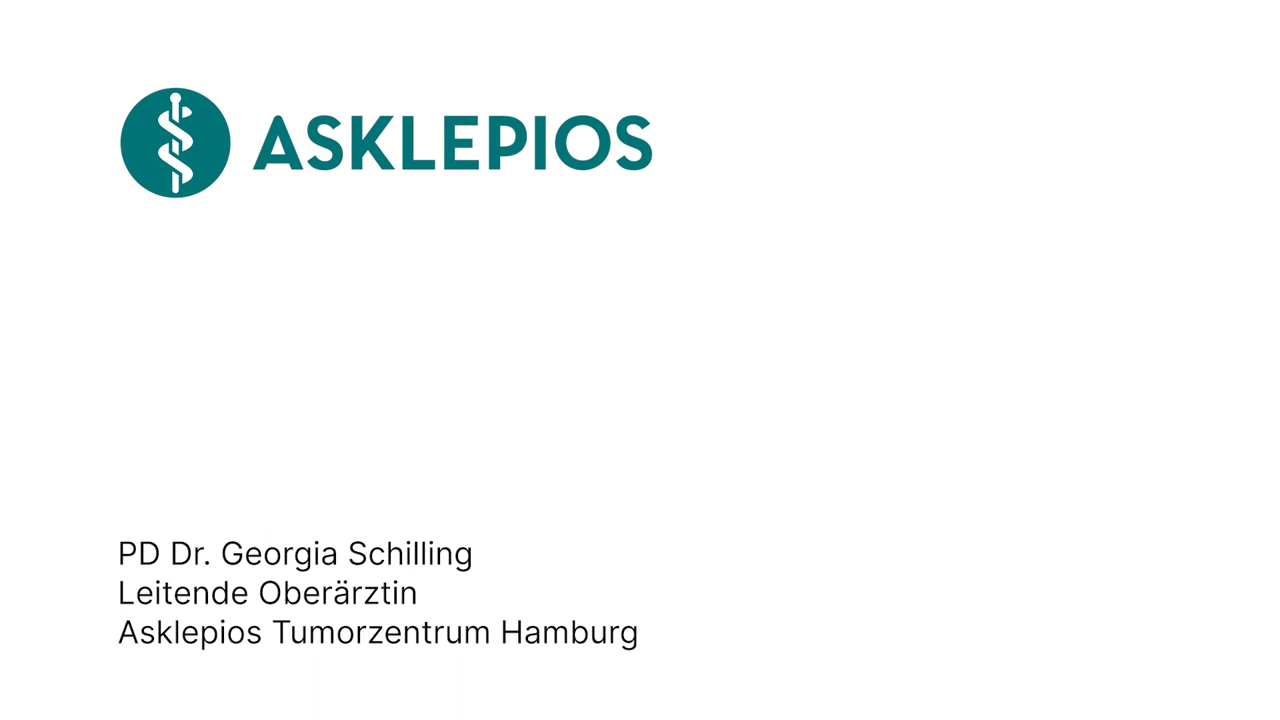 ASKLEPIOS
PD Dr. Georgia Schilling
Leitende Oberärztin
Asklepios Tumorzentrum Hamburg